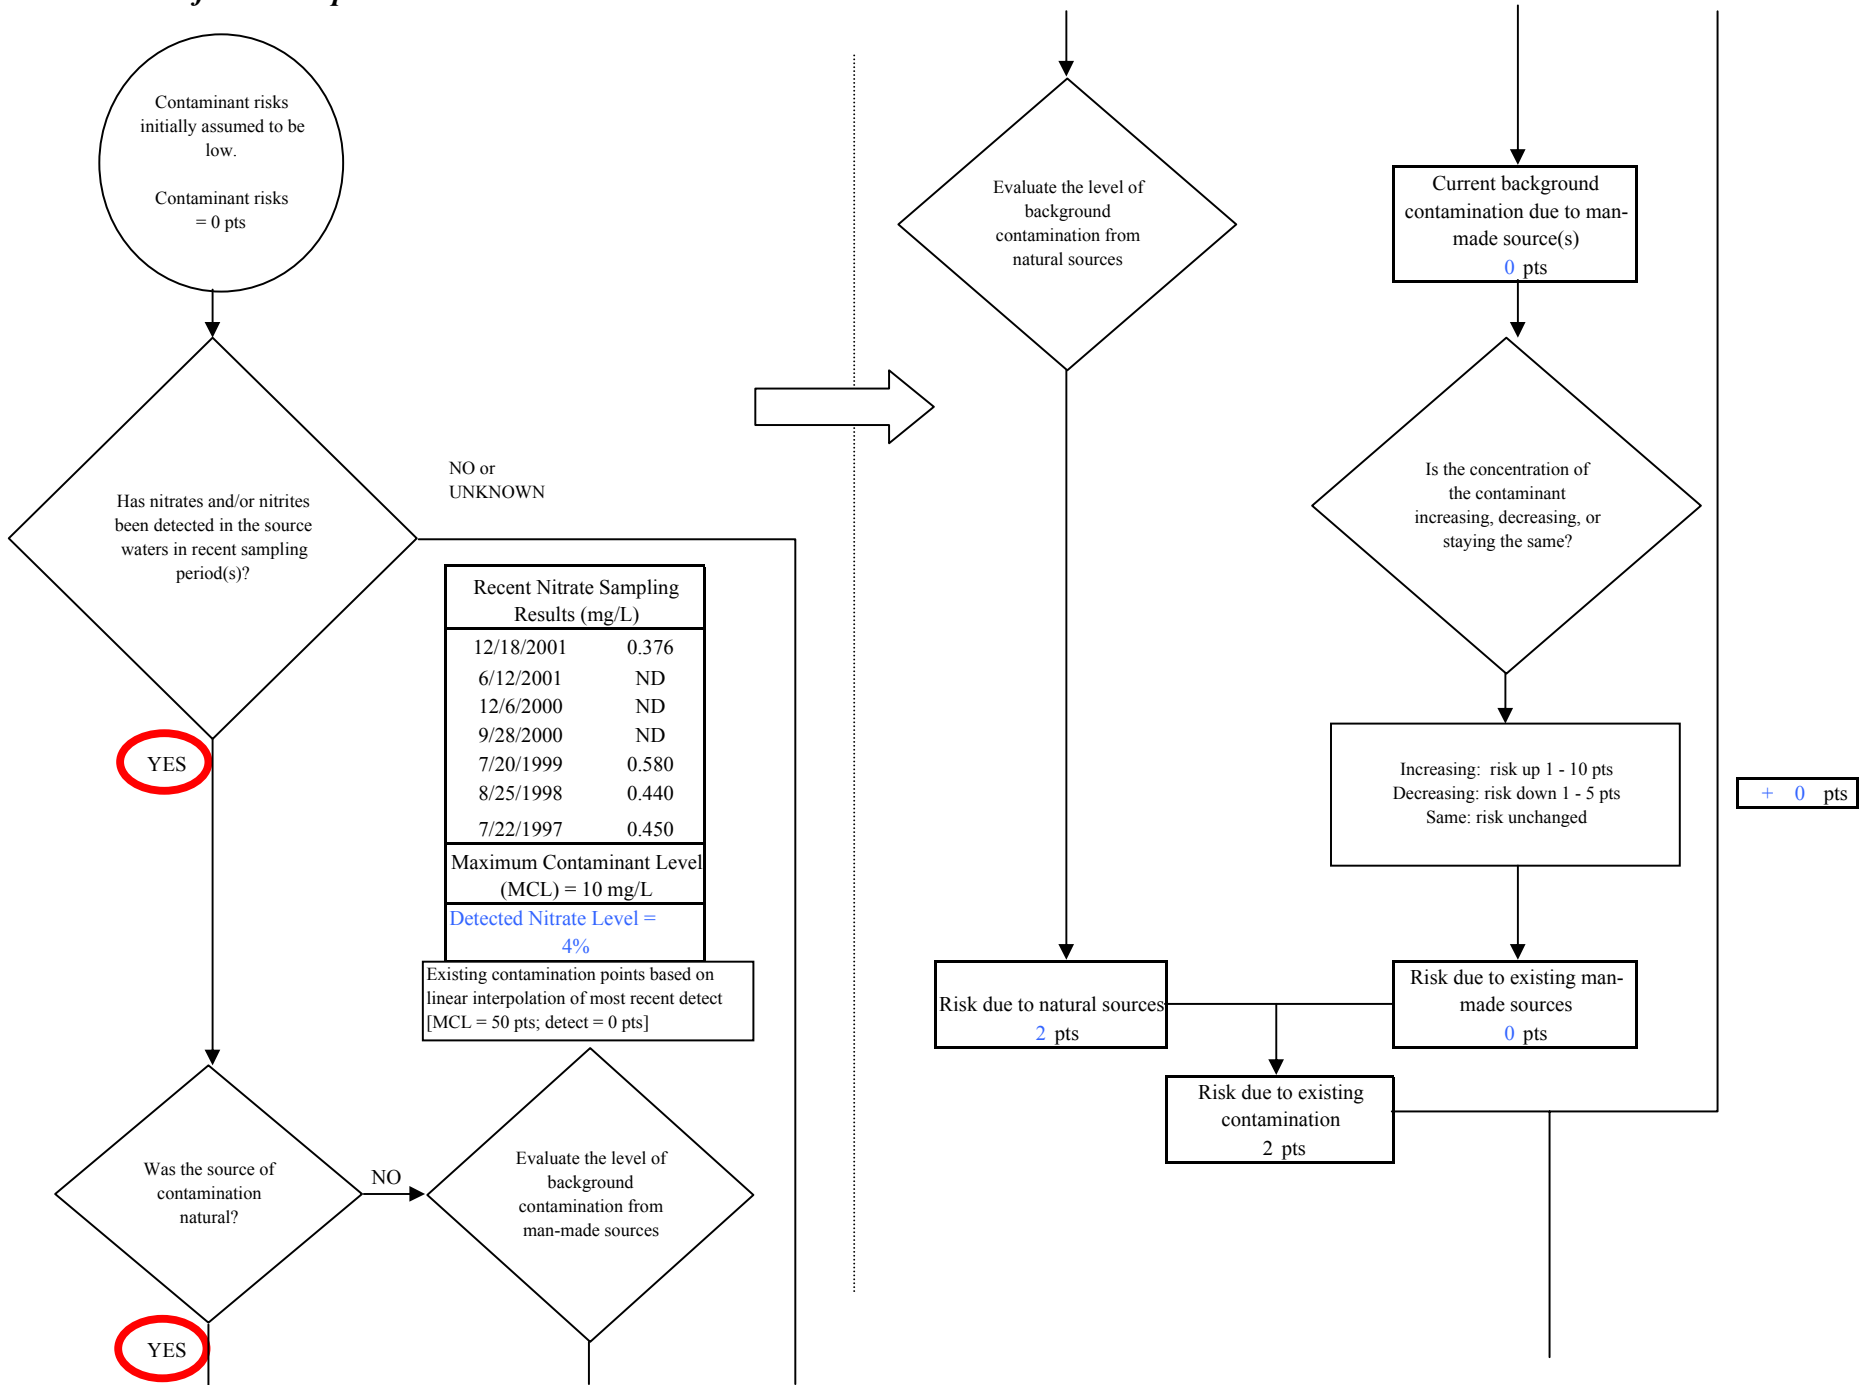 Contaminant risks
initially assumed to be
low.
Contaminant risks
= 0 pts
Has nitrates and/or nitrites
been detected in the source
waters in recent sampling
period(s)?
NO or
UNKNOWN
YES
Recent Nitrate Sampling
Results (mg/L)
12/18/2001 0.376
6/12/2001 ND
12/6/2000 ND
9/28/2000 ND
7/20/1999 0.580
8/25/1998 0.440
7/22/1997 0.450
Maximum Contaminant Level
(MCL) = 10 mg/L
Detected Nitrate Level =
4%
Existing contamination points based on
linear interpolation of most recent detect
[MCL = 50 pts; detect = 0 pts]
Was the source of
contamination
natural?
NO
Evaluate the level of
background
contamination from
man-made sources
YES
Evaluate the level of
background
contamination from
natural sources
Current background
contamination due to man-
made source(s)
0 pts
Is the concentration of
the contaminant
increasing, decreasing, or
staying the same?
Increasing: risk up 1 - 10 pts
Decreasing: risk down 1 - 5 pts
Same: risk unchanged
+ 0 pts
Risk due to natural sources
2 pts
Risk due to existing man-
made sources
0 pts
Risk due to existing
contamination
2 pts